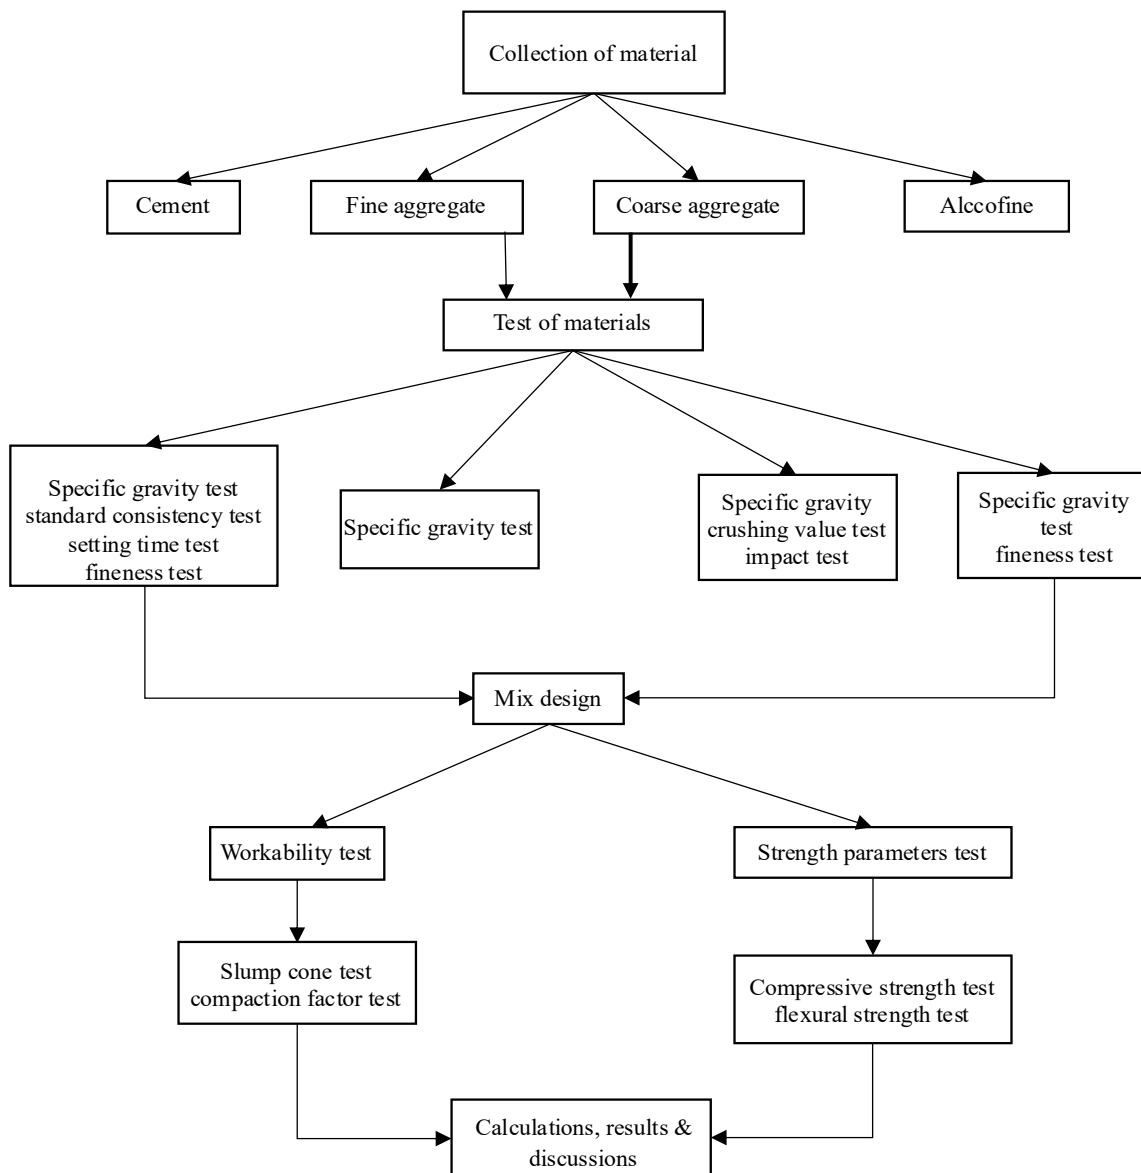 Collection of material
Cement
Fine aggregate
Coarse aggregate
Alccofine
Test of materials
Specific gravity test
standard consistency test
setting time test
fineness test
Specific gravity test
Specific gravity
crushing value test
impact test
Specific gravity
test
fineness test
Mix design
Workability test
Strength parameters test
Slump cone test
compaction factor test
Compressive strength test
flexural strength test
Calculations, results &
discussions